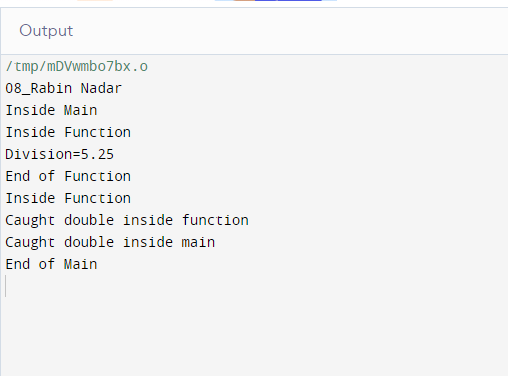 Output
/tmp/mDVwmbo7bx.o
08_Rabin Nadar
Inside Main
Inside Function
Division=5.25
End of Function
Inside Function
Caught double inside function
Caught double inside main
End of Main